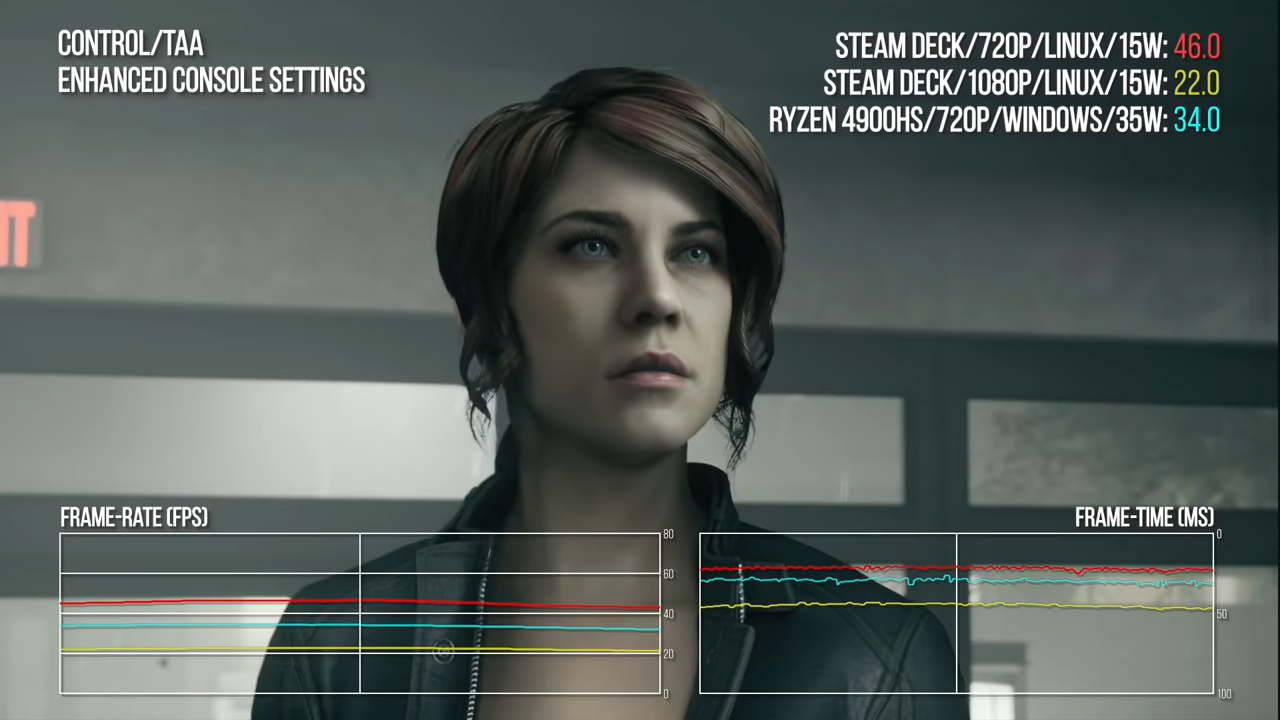 CONTROL/TAA
ENHANCED CONSOLE SETTINGS
STEAM DECK/720P/LINUX/15W: 46.0
STEAM DECK/1080P/LINUX/15W: 22.0
RYZEN 4900HS/720P/WINDOWS/35W: 34.0
IT
FRAME-RATE (FPS)
80
60
40
20
0
FRAME-TIME (MS)
0
50
100